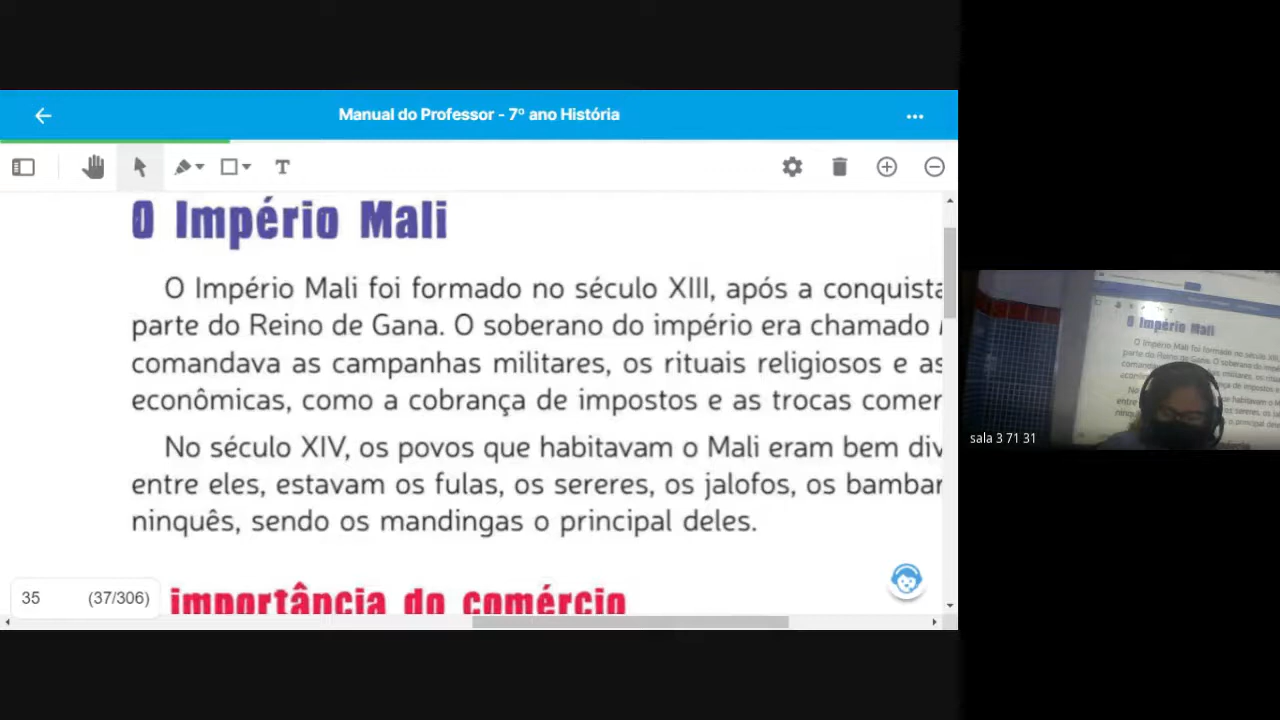 Manual do Professor - 7º ano História
O Império Mali
O Império Mali foi formado no século XIII, após a conquista
parte do Reino de Gana. O soberano do império era chamado
comandava as campanhas militares, os rituais religiosos e as
econômicas, como a cobrança de impostos e as trocas comer
No século XIV, os povos que habitavam o Mali eram bem div
entre eles, estavam os fulas, os sereres, os jalofos, os bambar
ninquês, sendo os mandingas o principal deles.
importância do comércio
35 (37/306)
O Império Mali
sala 3 71 31